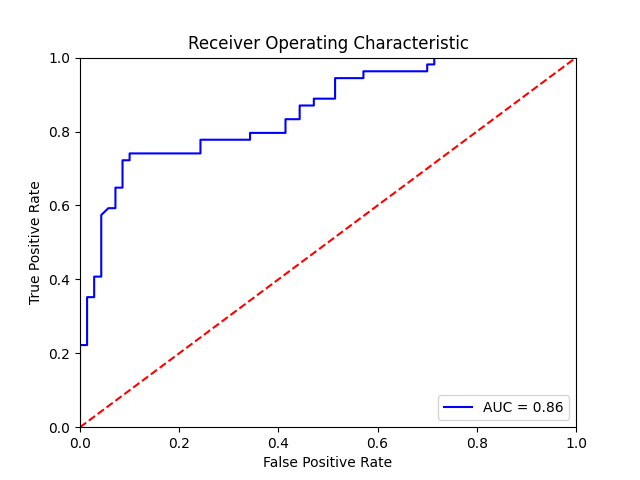 Receiver Operating Characteristic
True Positive Rate
1.0
0.8
0.6
0.4
0.2
0.0
AUC = 0.86
0.0 0.2 0.4 0.6 0.8 1.0
False Positive Rate